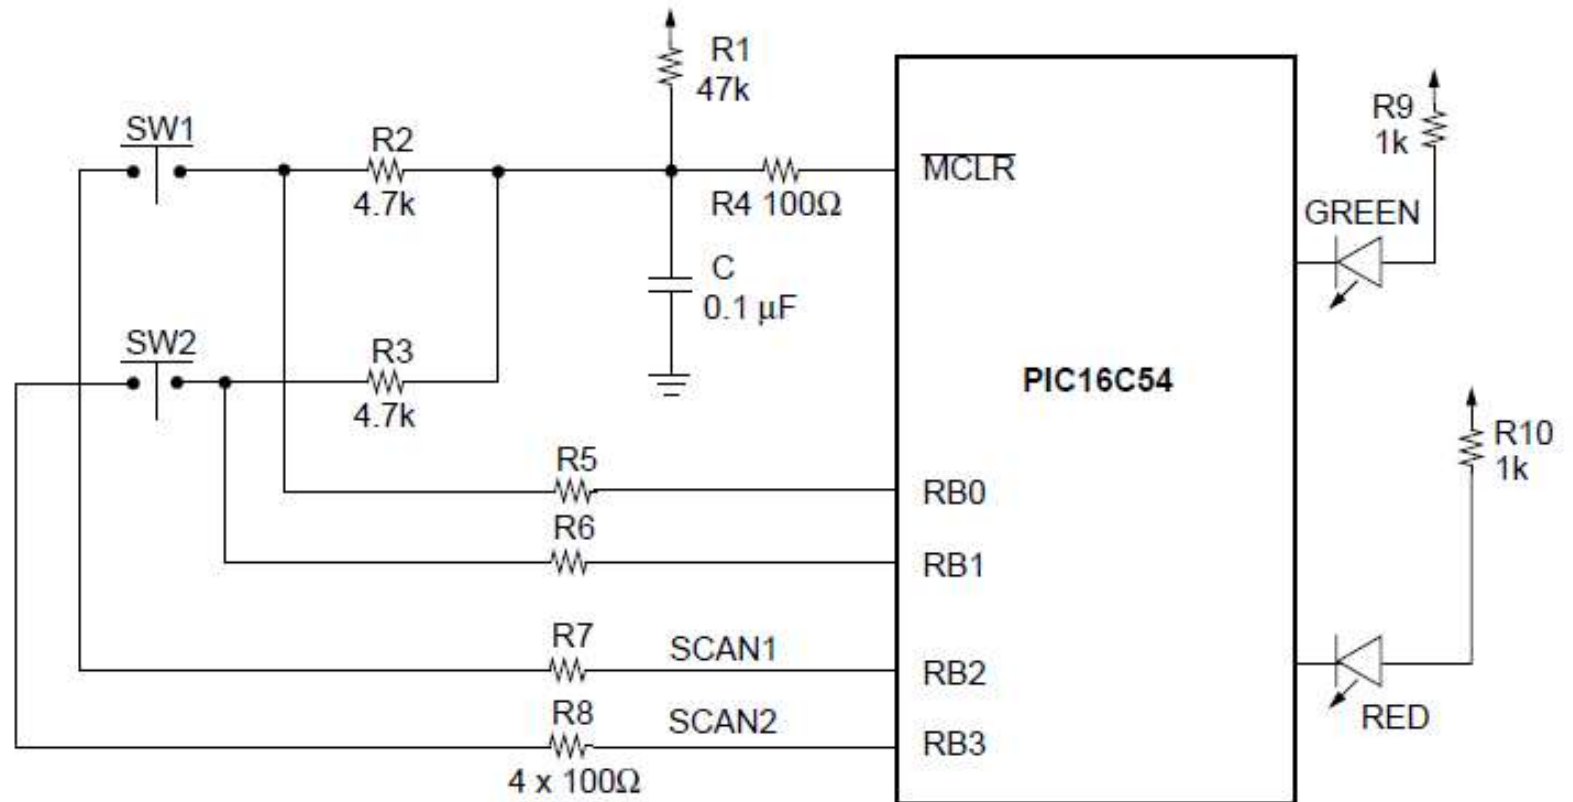 R1
47k
SW1
R2
4.7k
R4 100Ω
MCLR
R9
1k
GREEN
C
0.1 µF
SW2
R3
4.7k
PIC16C54
R10
1k
R5
RB0
R6
RB1
R7
SCAN1
RB2
R8
SCAN2
RB3
4 x 100Ω
RED